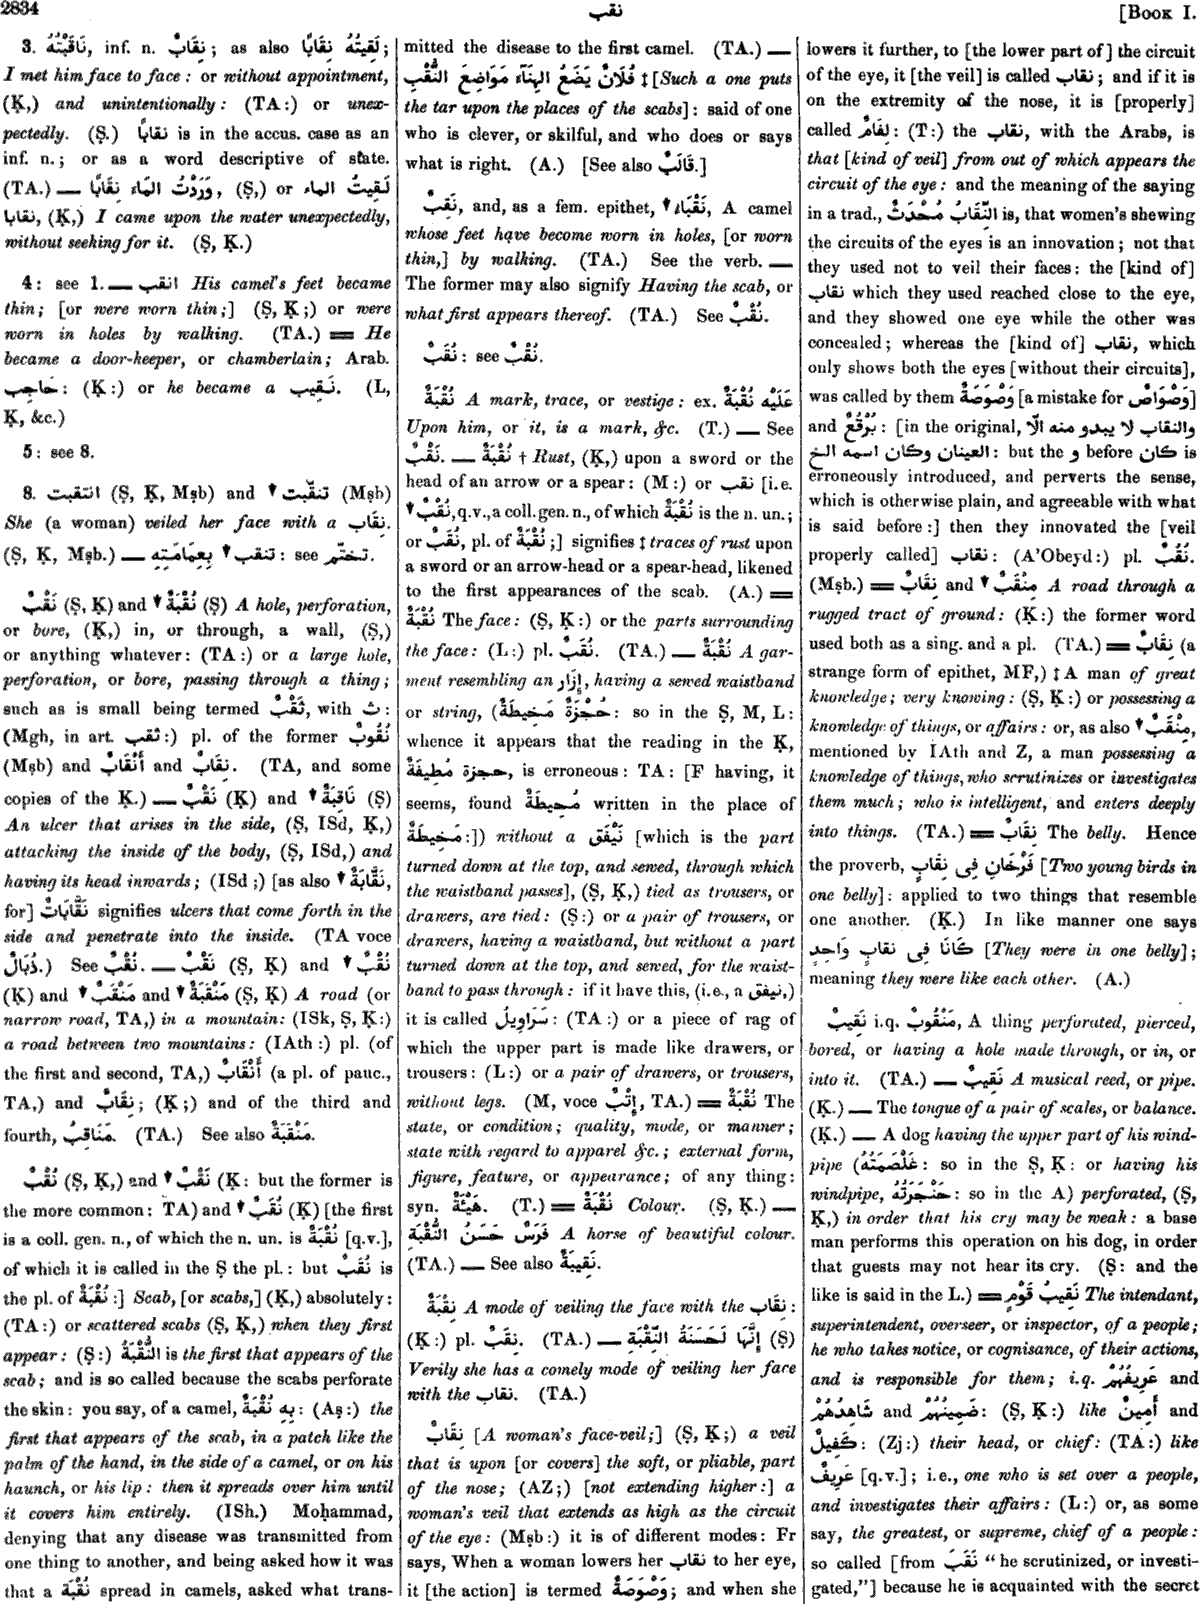 2834
نقب
[BOOK I.
3. نَاقَبْتُهُ, inf. n. نِقَابٌ; as also لَقِيتُهُ نِقَابًا;
I met him face to face: or without appointment,
(Ḳ,) and unintentionally: (TA:) or unex-
pectedly. (Ṣ.) نقابًا is in the accus. case as an
inf. n.; or as a word descriptive of state.
(TA.) — وَرَدْتُ المَآءَ نِقَابًا, (Ṣ,) or لَقِيتُ الماء
نقابا, (Ḳ,) I came upon the water unexpectedly,
without seeking for it. (Ṣ, Ḳ.)
4: see 1. — انقب His camel's feet became
thin; [or were worn thin;] (Ṣ, Ḳ;) or were
worn in holes by walking. (TA.) = He
became a door-keeper, or chamberlain; Arab.
حَاجِب: (Ḳ:) or he became a نَقِيب. (L,
Ḳ, &c.)
5: see 8.
8. انتقبت (Ṣ, Ḳ, Mṣb) and ▼ تنقّبت (Mṣb)
She (a woman) veiled her face with a نِقَاب.
(Ṣ, Ḳ, Mṣb.) — تنقب ▼ بِعِمَامَتِهِ: see تختّم.
نَقْبٌ (Ṣ, Ḳ) and ▼ نُقْبَةٌ (Ṣ) A hole, perforation,
or bore, (Ḳ,) in, or through, a wall, (Ṣ,)
or anything whatever: (TA:) or a large hole,
perforation, or bore, passing through a thing;
such as is small being termed ثَقْبٌ, with ث:
(Mgh, in art. ثقب:) pl. of the former نُقُوبٌ
(Mṣb) and أَنْقَابٌ and نِقَابٌ. (TA, and some
copies of the Ḳ.) — نَقْبٌ (Ḳ) and ▼ نَاقِبَةٌ (Ṣ)
An ulcer that arises in the side, (Ṣ, ISd, Ḳ,)
attacking the inside of the body, (Ṣ, ISd,) and
having its head inwards; (ISd;) [as also ▼ نَقَّابَةٌ,
for] نَقَّابَاتٌ signifies ulcers that come forth in the
side and penetrate into the inside. (TA voce
ذُبَالٌ.) See نُقْبٌ. — نَقْبٌ (Ṣ, Ḳ) and ▼ نُقْبٌ
(Ḳ) and مَنْقَبٌ ▼ and ▼ مَنْقَبَةٌ (Ṣ, Ḳ) A road (or
narrow road, TA,) in a mountain: (ISk, Ṣ, Ḳ:)
a road between two mountains: (IAth:) pl. (of
the first and second, TA,) أَنْقَابٌ (a pl. of pauc.,
TA,) and نِقَابٌ; (Ḳ;) and of the third and
fourth, مَنَاقِبُ. (TA.) See also مَنْقَبَةٌ.
نُقْبٌ (Ṣ, Ḳ,) and ▼ نَقْبٌ (Ḳ: but the former is
the more common: TA) and ▼ نُقَبٌ (Ḳ) [the first
is a coll. gen. n., of which the n. un. is نُقْبَةٌ [q.v.],
of which it is called in the Ṣ the pl.: but نُقَبٌ is
the pl. of نُقْبَةٌ:] Scab, [or scabs,] (Ḳ,) absolutely:
(TA:) or scattered scabs (Ṣ, Ḳ,) when they first
appear: (Ṣ:) النُّقْبَةُ is the first that appears of the
scab; and is so called because the scabs perforate
the skin: you say, of a camel, بِهِ نُقْبَةٌ: (Aṣ:) the
first that appears of the scab, in a patch like the
palm of the hand, in the side of a camel, or on his
haunch, or his lip: then it spreads over him until
it covers him entirely. (ISh.) Moḥammad,
denying that any disease was transmitted from
one thing to another, and being asked how it was
that a نُقْبَة spread in camels, asked what trans-
mitted the disease to the first camel. (TA.) —
فُلَانٌ يَضَعُ الهِنَآءَ مَوَاضِعَ النُّقْبِ ‡ [Such a one puts
the tar upon the places of the scabs]: said of one
who is clever, or skilful, and who does or says
what is right. (A.) [See also قَالَبٌ.]
نَقِبٌ, and, as a fem. epithet, ▼ نَقْبَاءُ, A camel
whose feet have become worn in holes, [or worn
thin,] by walking. (TA.) See the verb. —
The former may also signify Having the scab, or
what first appears thereof. (TA.) See نُقْبٌ.
نُقَبٌ: see نُقْبٌ.
نُقْبَةٌ A mark, trace, or vestige: ex. عَلَيْهِ نُقْبَةٌ
Upon him, or it, is a mark, &c. (T.) — See
نَقْبٌ. — نُقْبَةٌ † Rust, (Ḳ,) upon a sword or the
head of an arrow or a spear: (M:) or نقب [i.e.
▼ نُقْبٌ, q.v., a coll. gen. n., of which نُقْبَةٌ is the n. un.;
or نُقَبٌ, pl. of نُقْبَةٌ;] signifies ‡ traces of rust upon
a sword or an arrow-head or a spear-head, likened
to the first appearances of the scab. (A.) =
نُقْبَةٌ The face: (Ṣ, Ḳ:) or the parts surrounding
the face: (L:) pl. نُقَبٌ. (TA.) — نُقْبَةٌ A gar-
ment resembling an إِزَار, having a sewed waistband
or string, (حُجْزَةٌ مَخِيطَةٌ: so in the Ṣ, M, L:
whence it appears that the reading in the Ḳ,
حجزة مُطِيفَةٌ, is erroneous: TA: [F having, it
seems, found مُحِيطَةٌ written in the place of
مَخِيطَةٌ:]) without a نَيْفَق [which is the part
turned down at the top, and sewed, through which
the waistband passes], (Ṣ, Ḳ,) tied as trousers, or
drawers, are tied: (Ṣ:) or a pair of trousers, or
drawers, having a waistband, but without a part
turned down at the top, and sewed, for the waist-
band to pass through: if it have this, (i.e., a نيفق,)
it is called سَرَاوِيلُ: (TA:) or a piece of rag of
which the upper part is made like drawers, or
trousers: (L:) or a pair of drawers, or trousers,
without legs. (M, voce إِتْبٌ, TA.) = نُقْبَةٌ The
state, or condition; quality, mode, or manner;
state with regard to apparel &c.; external form,
figure, feature, or appearance; of any thing:
syn. هَيْئَةٌ. (T.) = نُقْبَةٌ Colour. (Ṣ, Ḳ.) —
فَرَسٌ حَسَنُ النُّقْبَةِ A horse of beautiful colour.
(TA.) — See also نَقِيبَةٌ.
نِقْبَةٌ A mode of veiling the face with the نِقَاب:
(Ḳ:) pl. نِقَبٌ. (TA.) — إِنَّهَا لَحَسَنَةُ النِّقْبَةِ (Ṣ)
Verily she has a comely mode of veiling her face
with the نقاب. (TA.)
نِقَابٌ [A woman's face-veil;] (Ṣ, Ḳ;) a veil
that is upon [or covers] the soft, or pliable, part
of the nose; (AZ;) [not extending higher:] a
woman's veil that extends as high as the circuit
of the eye: (Mṣb:) it is of different modes: Fr
says, When a woman lowers her نقاب to her eye,
it [the action] is termed وَصْوَصَةٌ; and when she
lowers it further, to [the lower part of] the circuit
of the eye, it [the veil] is called نقاب; and if it is
on the extremity of the nose, it is [properly]
called لِفَامٌ: (T:) the نقاب, with the Arabs, is
that [kind of veil] from out of which appears the
circuit of the eye: and the meaning of the saying
in a trad., النِّقَابُ مُحْدَثٌ is, that women's shewing
the circuits of the eyes is an innovation; not that
they used not to veil their faces: the [kind of]
نقاب which they used reached close to the eye,
and they showed one eye while the other was
concealed; whereas the [kind of] نقاب, which
only shows both the eyes [without their circuits],
was called by them وَصْوَصَةٌ [a mistake for وَصْوَاصٌ]
and بُرْقُعٌ: [in the original, والنقاب لا يبدو منه الّا
العينان وكان اسمه الخ: but the و before كان is
erroneously introduced, and perverts the sense,
which is otherwise plain, and agreeable with what
is said before:] then they innovated the [veil
properly called] نقاب: (A'Obeyd:) pl. نُقُبٌ.
(Mṣb.) = نِقَابٌ and ▼ مِنْقَبٌ A road through a
rugged tract of ground: (Ḳ:) the former word
used both as a sing. and a pl. (TA.) = نِقَابٌ (a
strange form of epithet, MF,) ‡ A man of great
knowledge; very knowing: (Ṣ, Ḳ:) or possessing a
knowledge of things, or affairs: or, as also ▼ مِنْقَبٌ,
mentioned by IAth and Z, a man possessing a
knowledge of things, who scrutinizes or investigates
them much; who is intelligent, and enters deeply
into things. (TA.) = نِقَابٌ The belly. Hence
the proverb, فَرْخَانِ فِى نِقَابٍ [Two young birds in
one belly]: applied to two things that resemble
one another. (Ḳ.) In like manner one says
كَانَا فِى نقابٍ وَاحِدٍ [They were in one belly];
meaning they were like each other. (A.)
نَقِيبٌ i.q. مَنْقُوبٌ, A thing perforated, pierced,
bored, or having a hole made through, or in, or
into it. (TA.) — نَقِيبٌ A musical reed, or pipe.
(Ḳ.) — The tongue of a pair of scales, or balance.
(Ḳ.) — A dog having the upper part of his wind-
pipe (غَلْصَمَتُهُ: so in the Ṣ, Ḳ: or having his
windpipe, حَنْجَرَتُهُ: so in the A) perforated, (Ṣ,
Ḳ,) in order that his cry may be weak: a base
man performs this operation on his dog, in order
that guests may not hear its cry. (Ṣ: and the
like is said in the L.) = نَقِيبُ قَوْمٍ The intendant,
superintendent, overseer, or inspector, of a people;
he who takes notice, or cognisance, of their actions,
and is responsible for them; i.q. عَرِيفُهُمْ and
شَاهِدُهُمْ and ضَمِينُهُمْ: (Ṣ, Ḳ:) like أَمِينٌ and
كَفِيلٌ: (Zj:) their head, or chief: (TA:) like
عَرِيفٌ [q.v.]; i.e., one who is set over a people,
and investigates their affairs: (L:) or, as some
say, the greatest, or supreme, chief of a people:
so called [from نَقَبَ "he scrutinized, or investi-
gated,"] because he is acquainted with the secret